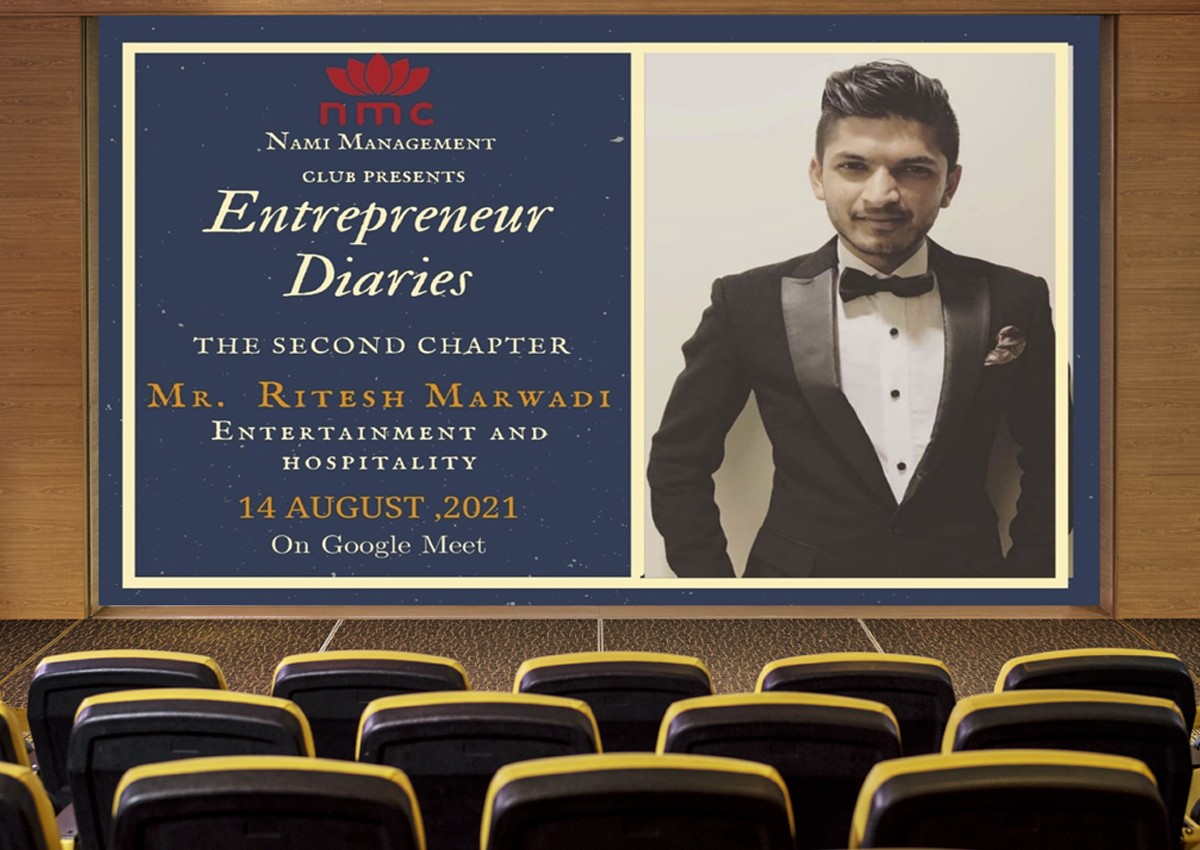 nmc
Nami Management
club presents
Entrepreneur
Diaries
THE SECOND CHAPTER
Mr. Ritesh Marwadi
Entertainment and
hospitality
14 AUGUST ,2021
On Google Meet